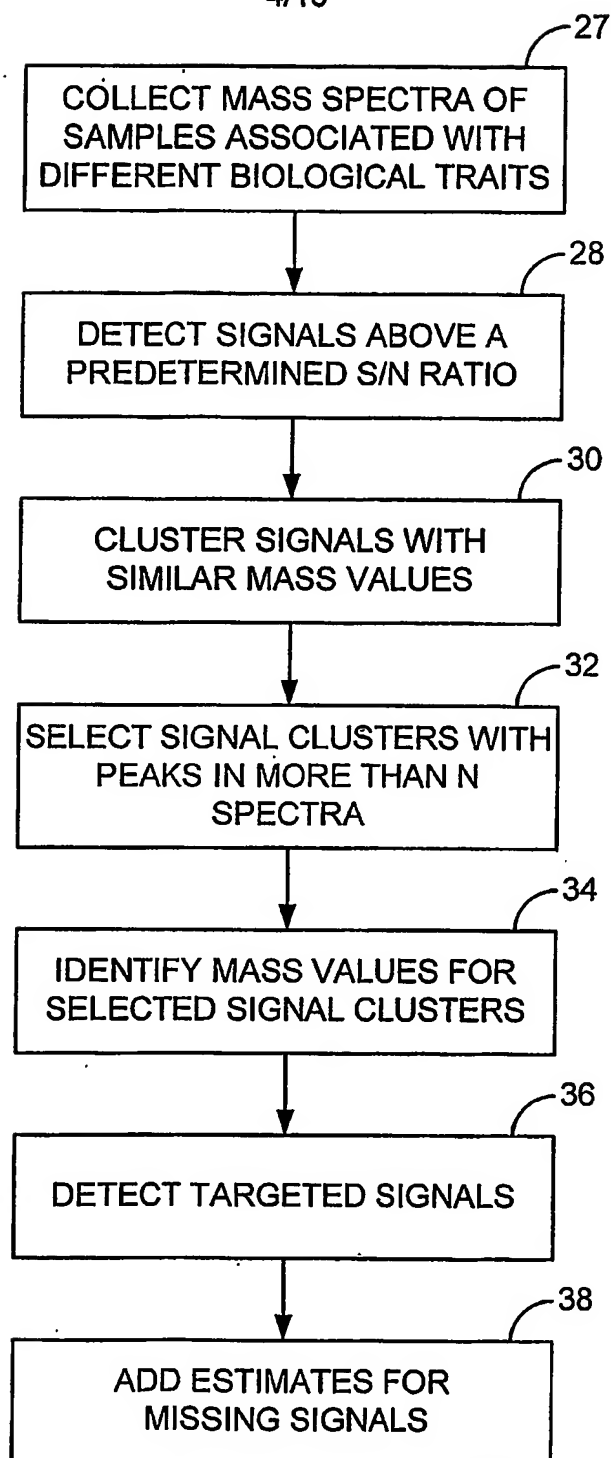 27
COLLECT MASS SPECTRA OF
SAMPLES ASSOCIATED WITH
DIFFERENT BIOLOGICAL TRAITS
28
DETECT SIGNALS ABOVE A
PREDETERMINED S/N RATIO
30
CLUSTER SIGNALS WITH
SIMILAR MASS VALUES
32
SELECT SIGNAL CLUSTERS WITH
PEAKS IN MORE THAN N
SPECTRA
34
IDENTIFY MASS VALUES FOR
SELECTED SIGNAL CLUSTERS
36
DETECT TARGETED SIGNALS
38
ADD ESTIMATES FOR
MISSING SIGNALS